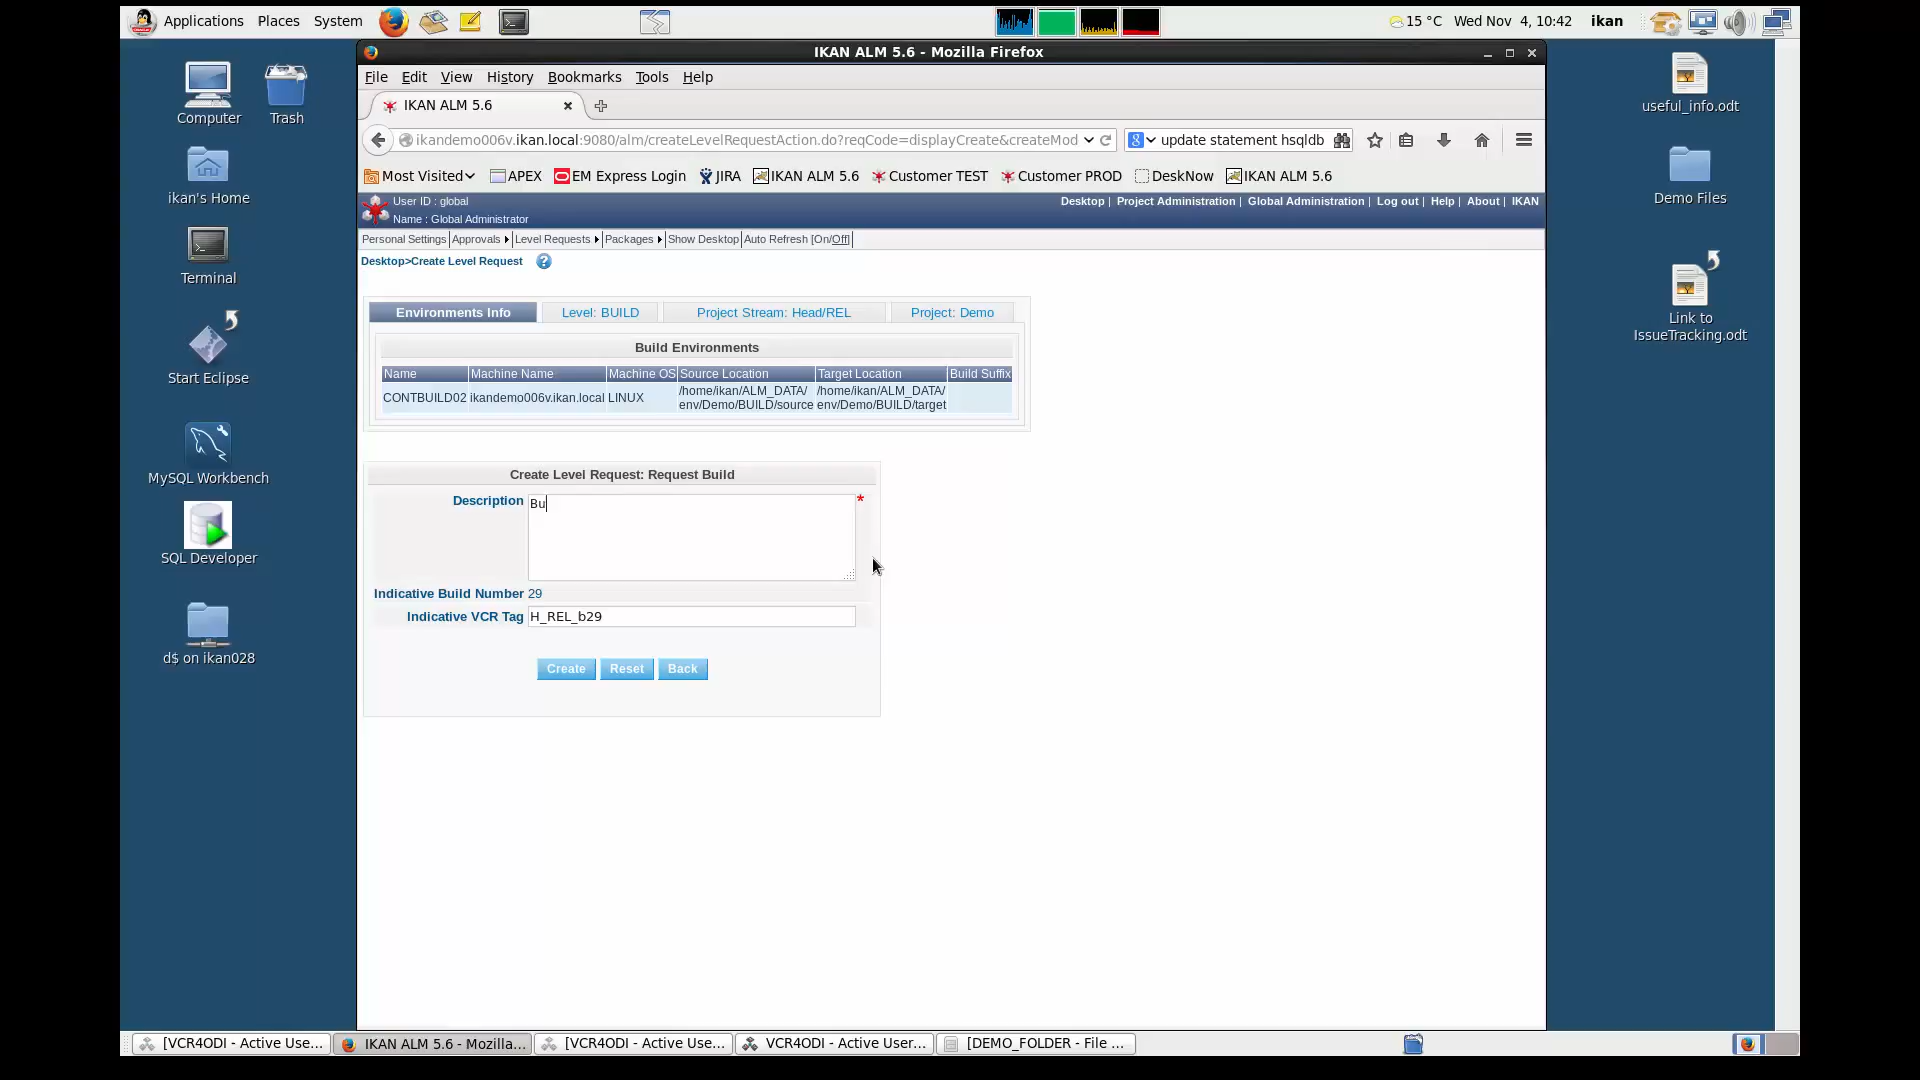 Applications Places System 15 °C Wed Nov 4, 10:42 ikan
IKAN ALM 5.6 - Mozilla Firefox
File Edit View History Bookmarks Tools Help
IKAN ALM 5.6
ikandemo006v.ikan.local:9080/alm/createLevelRequestAction.do?reqCode=displayCreate&createMod update statement hsqldb
Most Visited APEX EM Express Login JIRA IKAN ALM 5.6 Customer TEST Customer PROD DeskNow IKAN ALM 5.6
User ID : global
Name : Global Administrator
Desktop | Project Administration | Global Administration | Log out | Help | About | IKAN
Personal Settings Approvals Level Requests Packages Show Desktop Auto Refresh [On/Off]
Desktop>Create Level Request
Environments Info Level: BUILD Project Stream: Head/REL Project: Demo
Build Environments
Name Machine Name Machine OS Source Location Target Location Build Suffix
CONTBUILD02 ikandemo006v.ikan.local LINUX /home/ikan/ALM_DATA/ /home/ikan/ALM_DATA/
env/Demo/BUILD/source env/Demo/BUILD/target
Create Level Request: Request Build
Description Bu *
Indicative Build Number 29
Indicative VCR Tag H_REL_b29
Create Reset Back
Computer
Trash
ikan's Home
Terminal
Start Eclipse
MySQL Workbench
SQL Developer
d$ on ikan028
useful_info.odt
Demo Files
Link to
IssueTracking.odt
[VCR4ODI - Active Use... IKAN ALM 5.6 - Mozilla... [VCR4ODI - Active Use... VCR4ODI - Active User... [DEMO_FOLDER - File ...